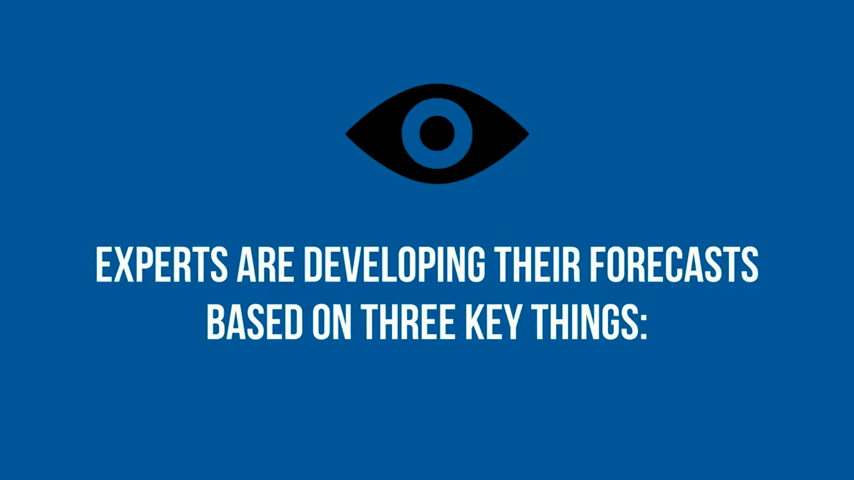 EXPERTS ARE DEVELOPING THEIR FORECASTS
BASED ON THREE KEY THINGS: